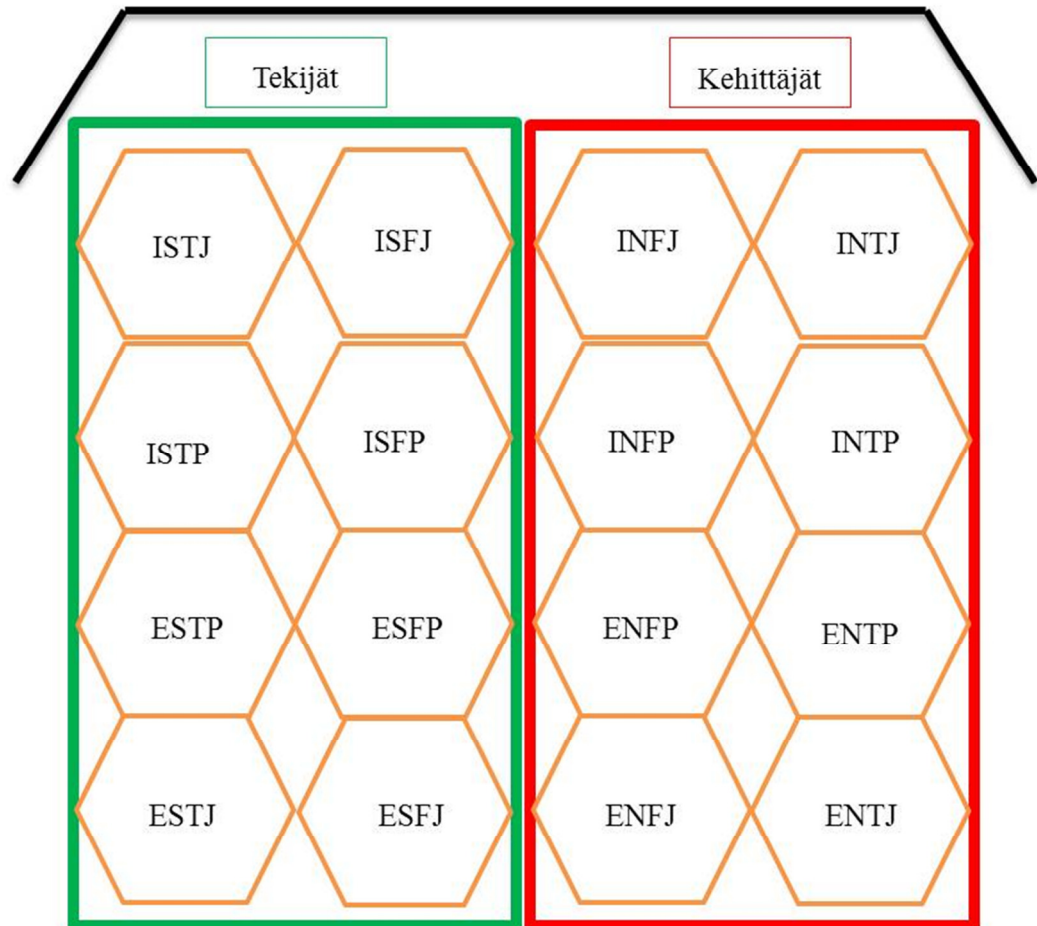 Tekijät
Kehittäjät
ISTJ ISFJ INFJ INTJ
ISTP ISFP INFP INTP
ESTP ESFP ENFP ENTP
ESTJ ESFJ ENFJ ENTJ